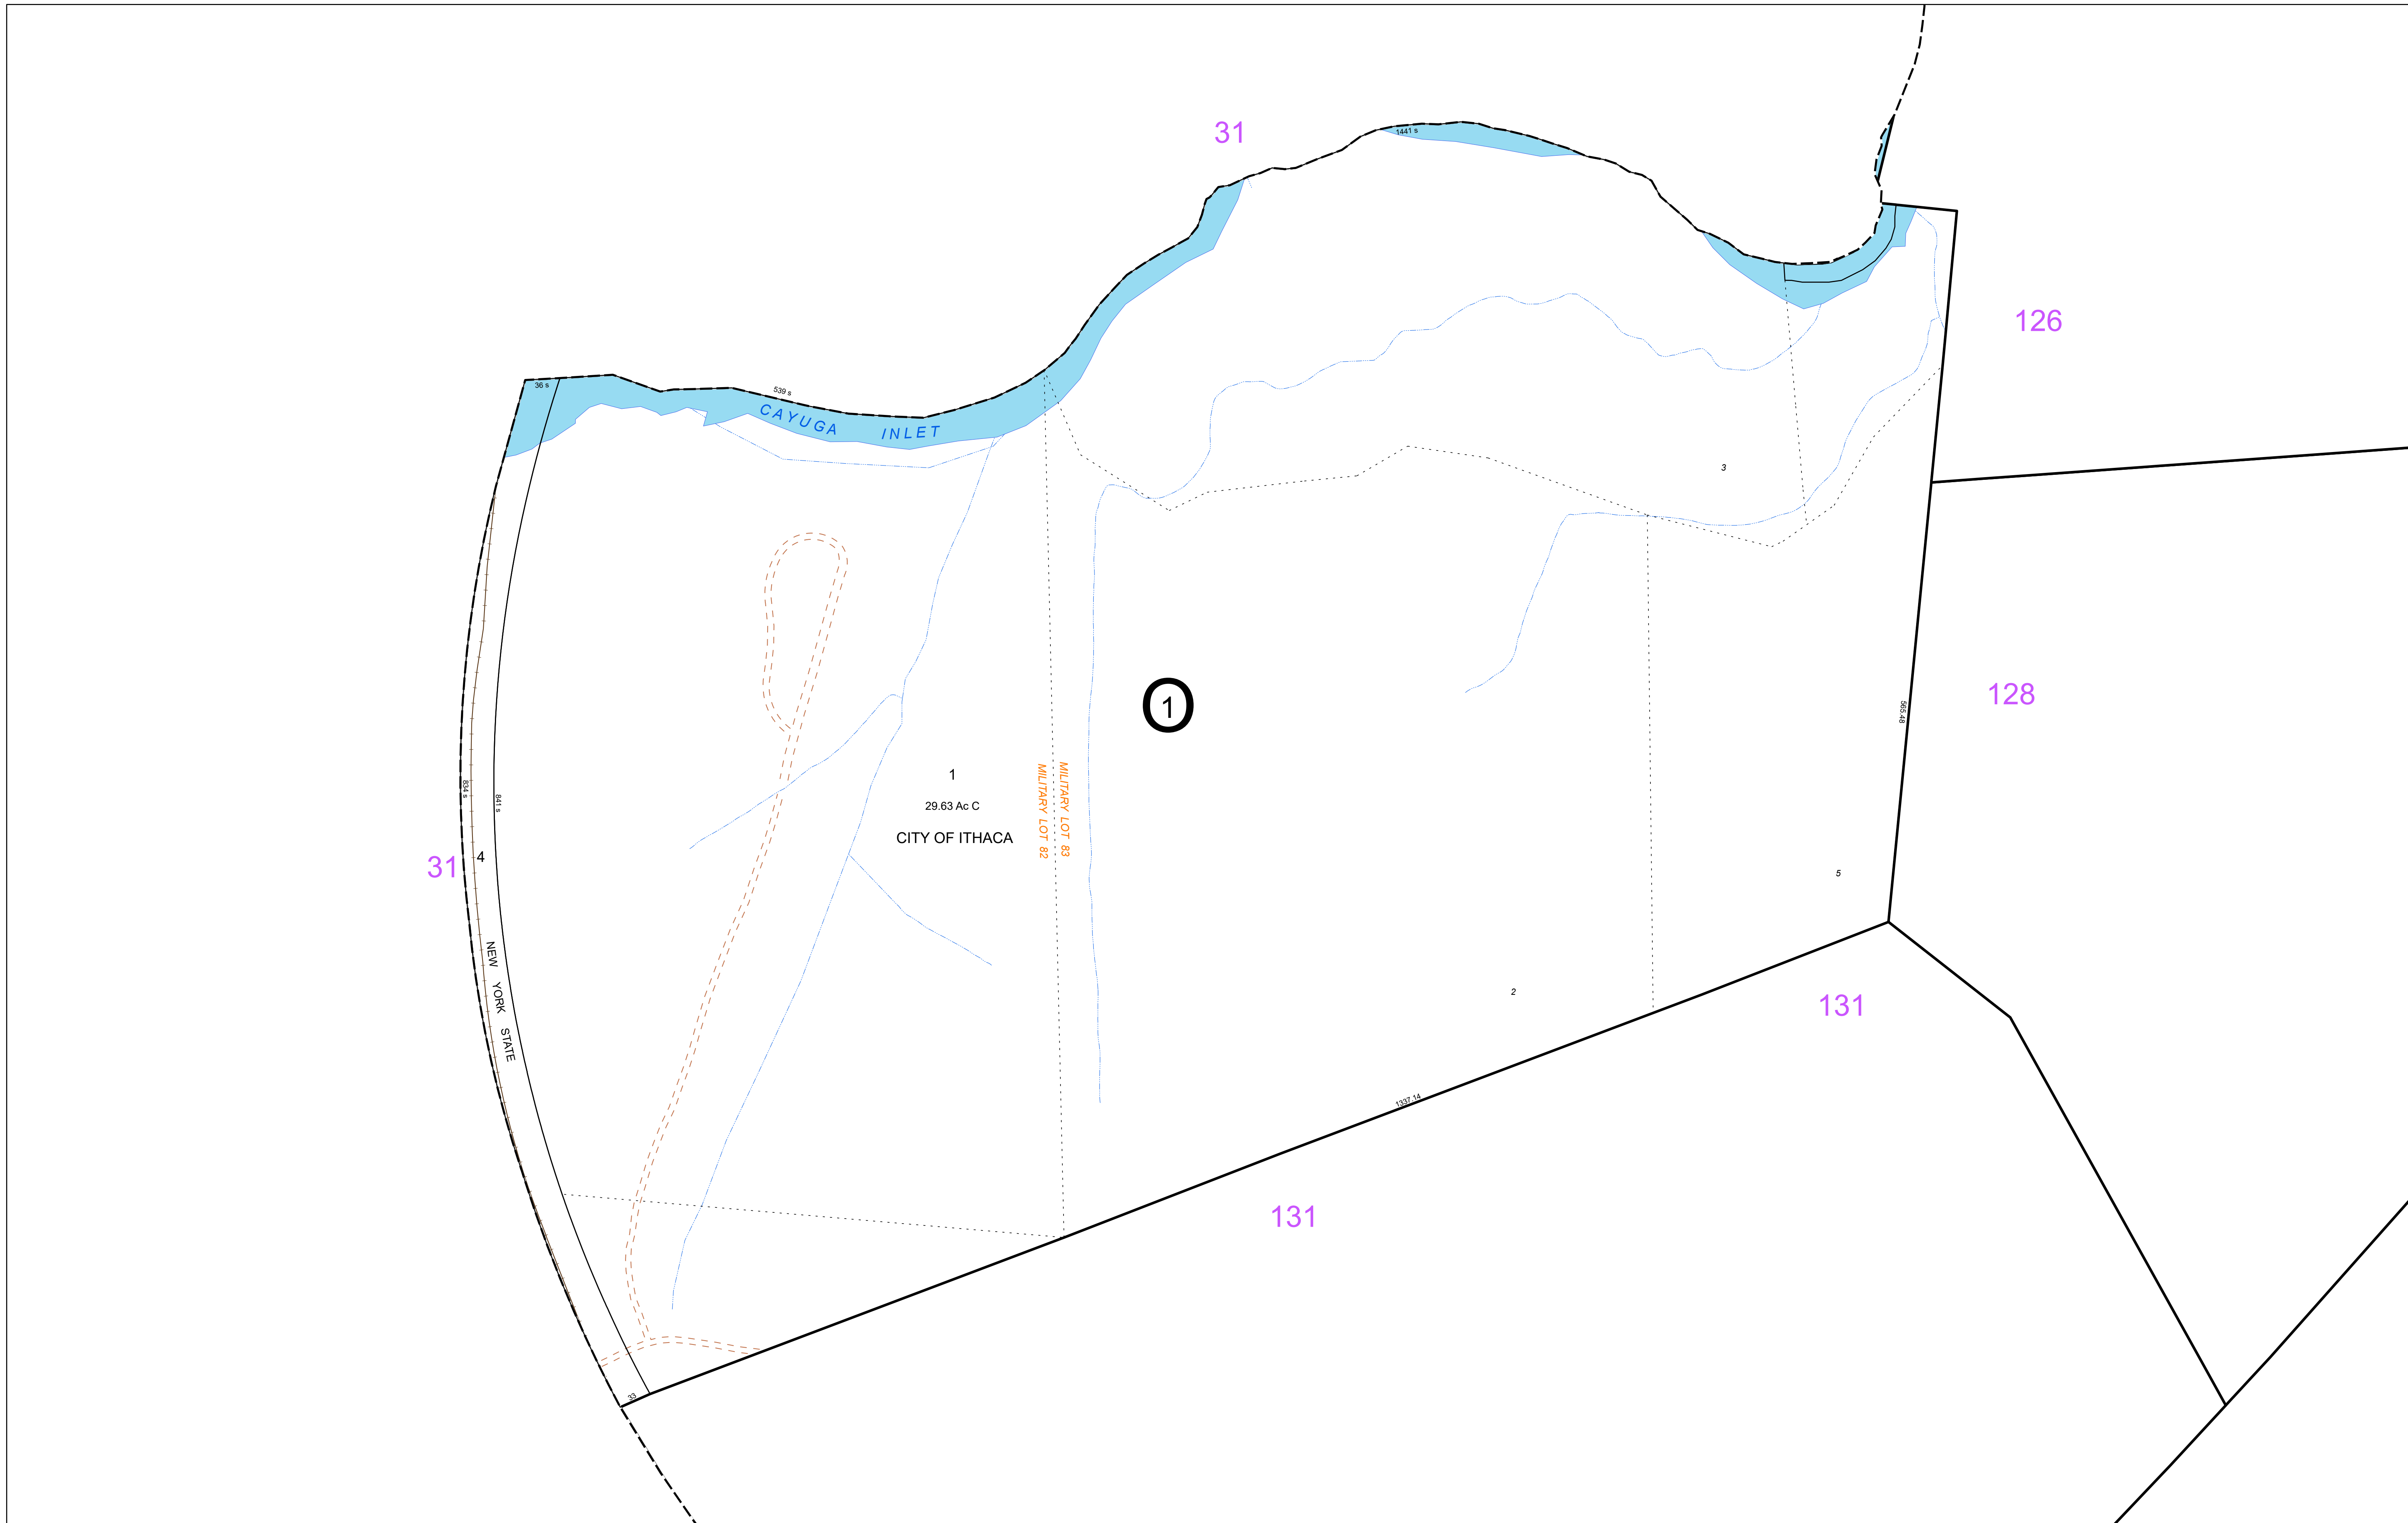 31
1441 s
126
36 s
539 s
CAYUGA INLET
3
128
565.48
1
1
29.63 Ac C
CITY OF ITHACA
MILITARY LOT 82
MILITARY LOT 83
834 s
841 s
31
4
5
NEW YORK STATE
2
131
1337.14
131
33